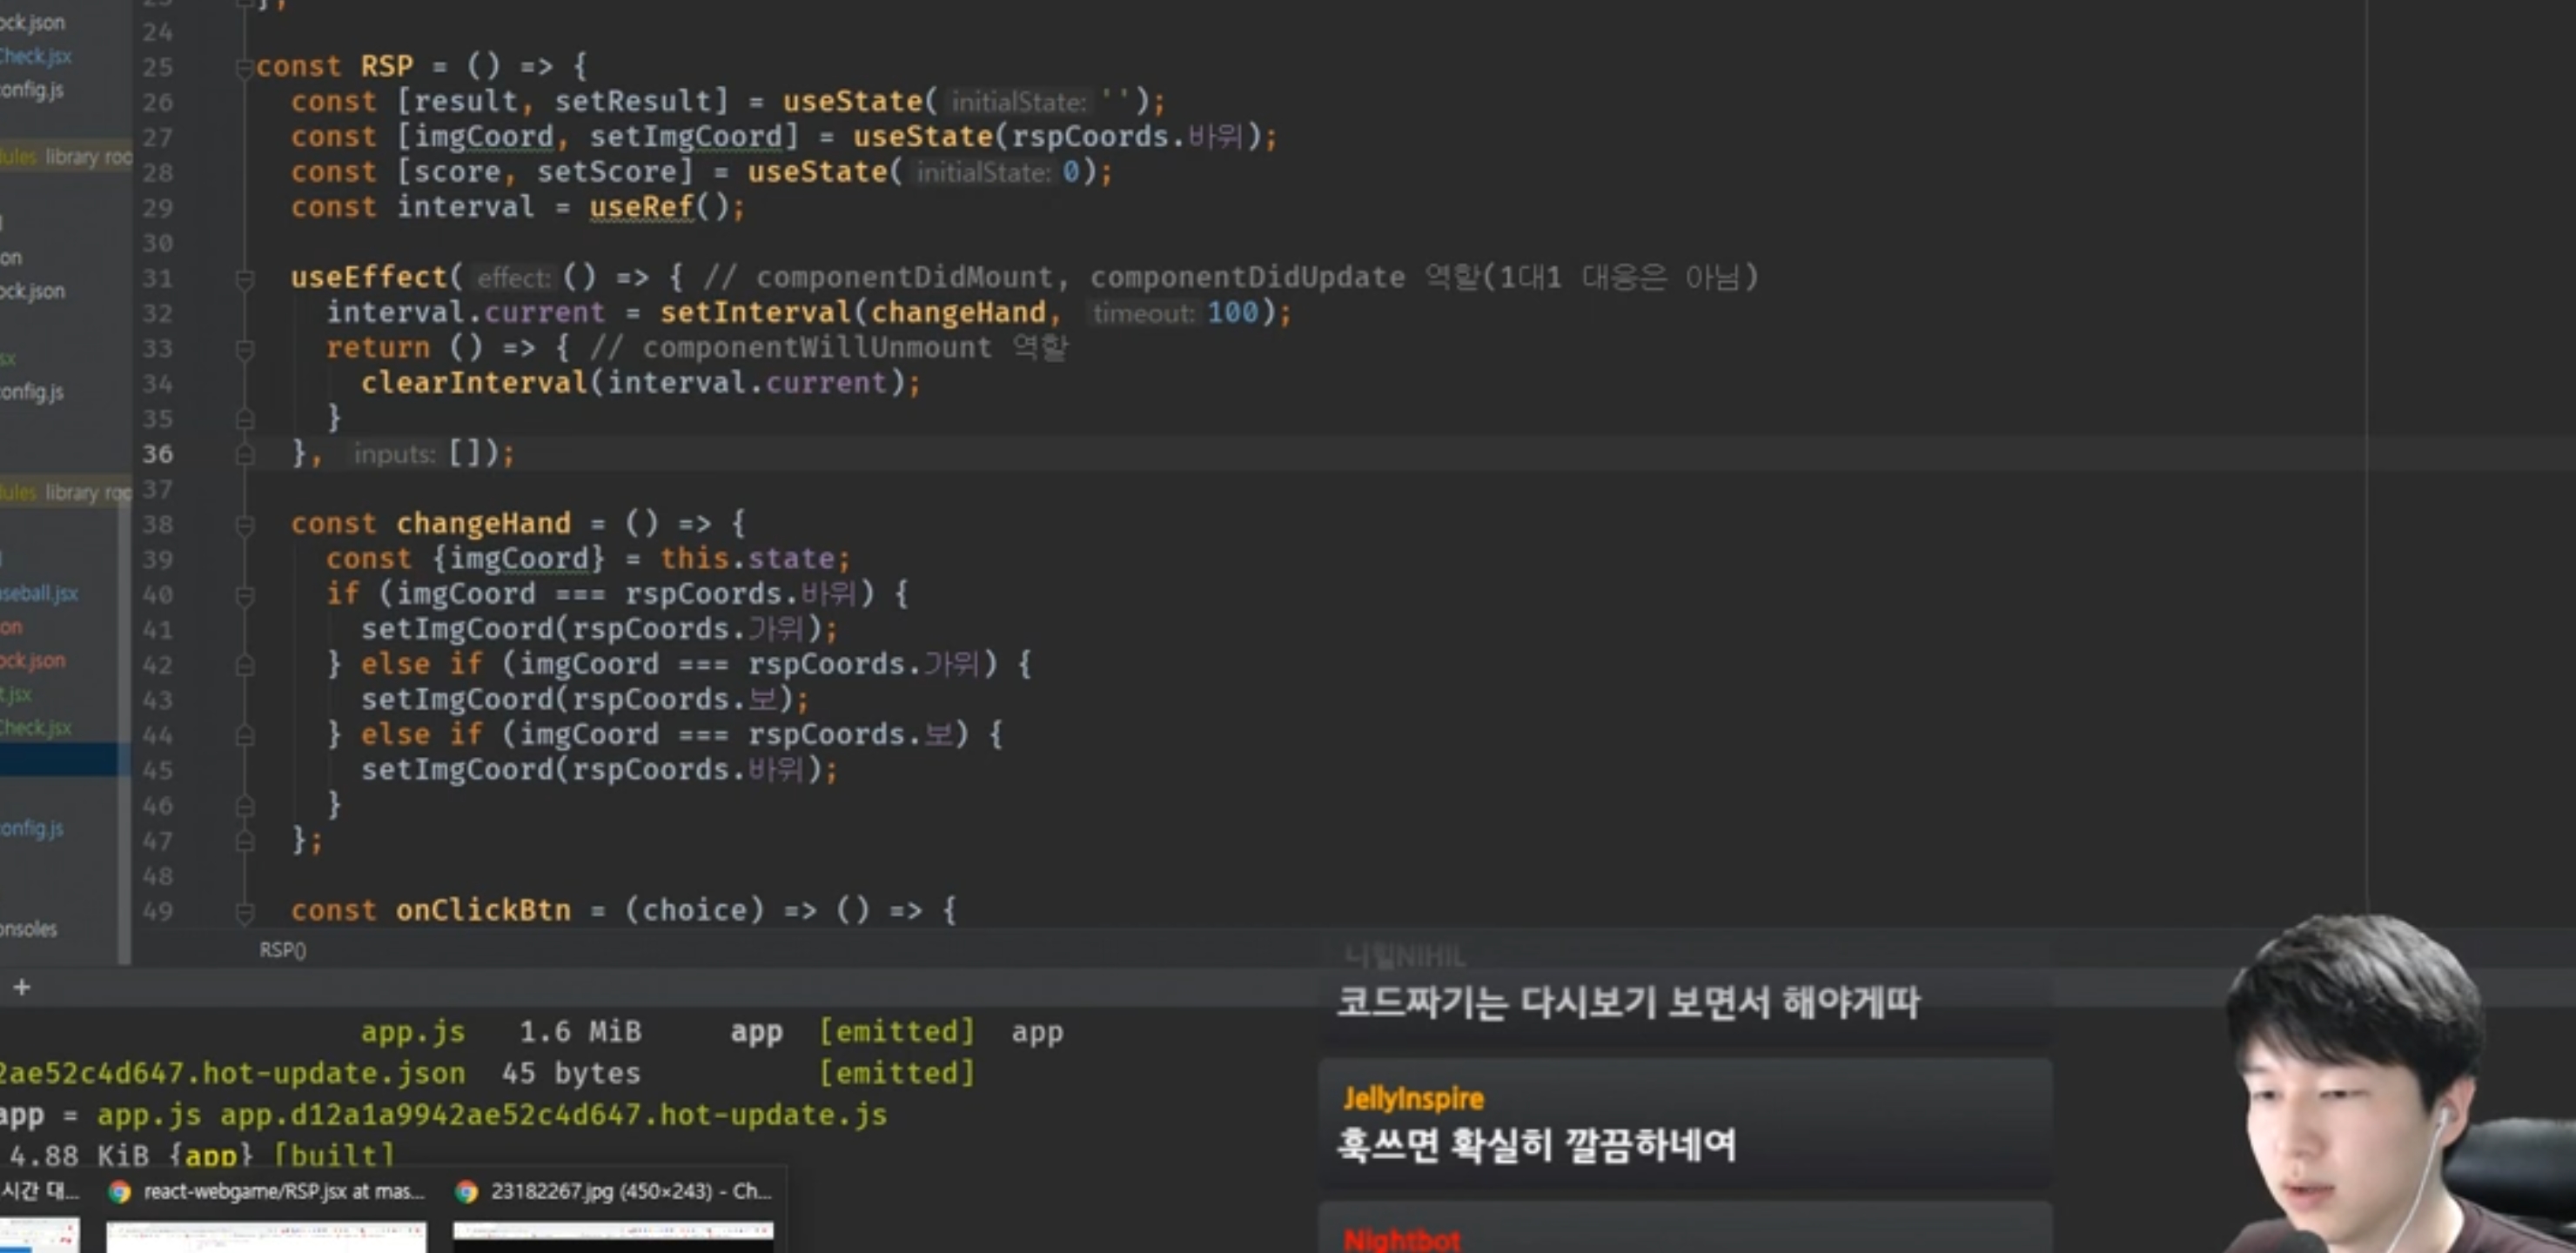 ock.json
Check.jsx
onfig.js
ules library roo
on
ock.json
sx
onfig.js
ules library roo
seball.jsx
on
ock.json
t.jsx
Check.jsx
onfig.js
onsoles
23 };
24
25 const RSP = () => {
26 const [result, setResult] = useState( initialState: '');
27 const [imgCoord, setImgCoord] = useState(rspCoords.바위);
28 const [score, setScore] = useState( initialState: 0);
29 const interval = useRef();
30
31 useEffect( effect: () => { // componentDidMount, componentDidUpdate 역할(1대1 대응은 아님)
32 interval.current = setInterval(changeHand, timeout: 100);
33 return () => { // componentWillUnmount 역할
34 clearInterval(interval.current);
35 }
36 }, inputs: []);
37
38 const changeHand = () => {
39 const {imgCoord} = this.state;
40 if (imgCoord === rspCoords.바위) {
41 setImgCoord(rspCoords.가위);
42 } else if (imgCoord === rspCoords.가위) {
43 setImgCoord(rspCoords.보);
44 } else if (imgCoord === rspCoords.보) {
45 setImgCoord(rspCoords.바위);
46 }
47 };
48
49 const onClickBtn = (choice) => () => {
RSP()
+
app.js 1.6 MiB app [emitted] app
2ae52c4d647.hot-update.json 45 bytes [emitted]
app = app.js app.d12a1a9942ae52c4d647.hot-update.js
4.88 KiB {app} [built]
시간 대...
react-webgame/RSP.jsx at mas...
23182267.jpg (450×243) - Ch...
니힐NIHIL
코드짜기는 다시보기 보면서 해야게따
JellyInspire
훅쓰면 확실히 깔끔하네여
Nightbot